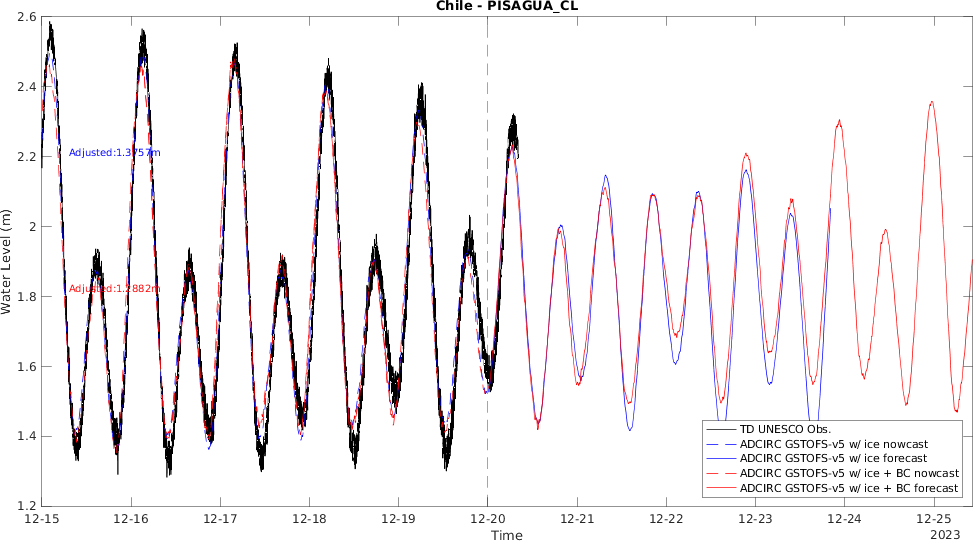 Chile - PISAGUA_CL
2.6
2.4
2.2
2
1.8
1.6
1.4
1.2
Water Level (m)
Adjusted:1.3757m
TD UNESCO Obs.
ADCIRC GSTOFS-v5 w/ ice nowcast
ADCIRC GSTOFS-v5 w/ ice forecast
ADCIRC GSTOFS-v5 w/ ice + BC nowcast
ADCIRC GSTOFS-v5 w/ ice + BC forecast
12-15 12-16 12-17 12-18 12-19 12-20 12-21 12-22 12-23 12-24 12-25
2023
Time